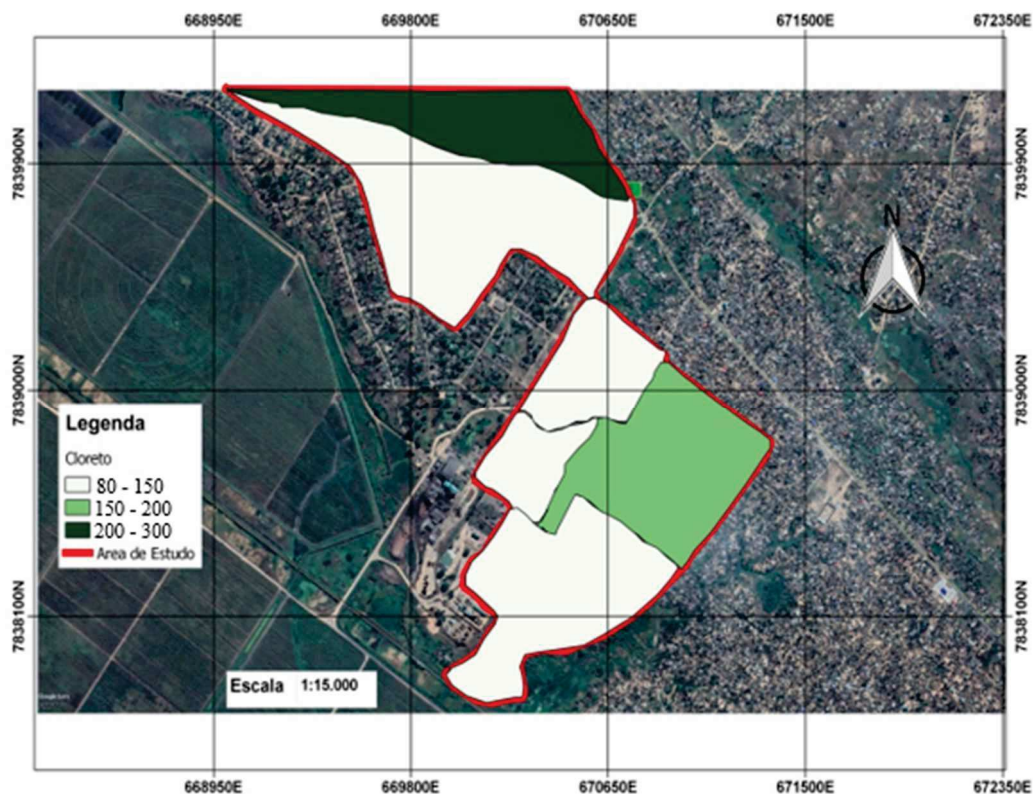 668950E 669800E 670650E 671500E 672350E
7839900N 7839900N
N
7839000N 7839000N
Legenda
Cloreto
80 - 150
150 - 200
200 - 300
Area de Estudo
7838100N 7838100N
Escala 1:15.000
668950E 669800E 670650E 671500E 672350E